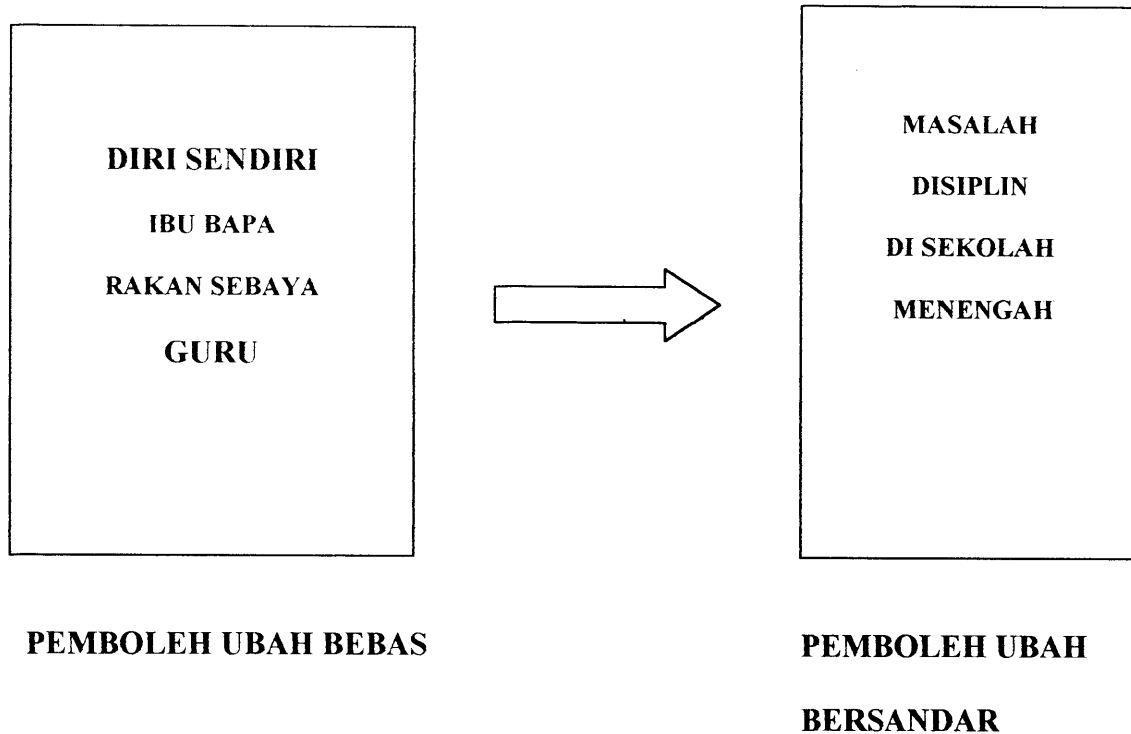 DIRI SENDIRI
IBU BAPA
RAKAN SEBAYA
GURU
PEMBOLEH UBAH BEBAS
MASALAH
DISIPLIN
DI SEKOLAH
MENENGAH
PEMBOLEH UBAH
BERSANDAR